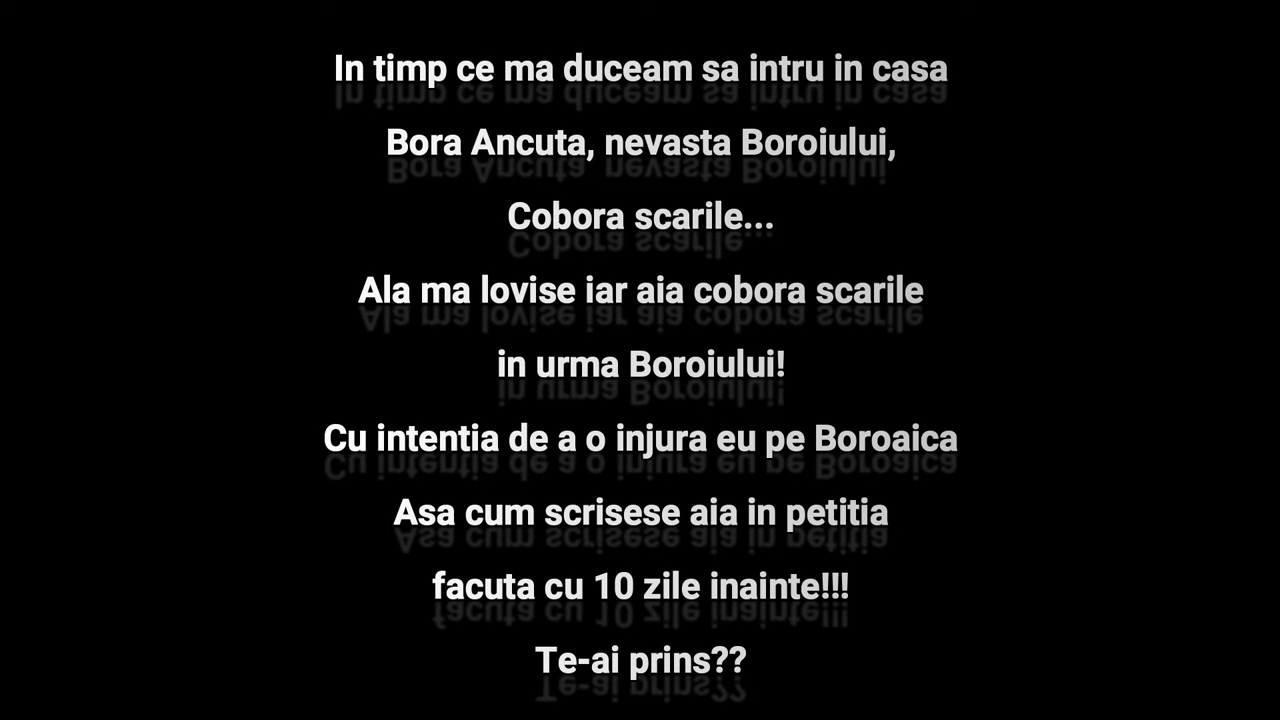 In timp ce ma duceam sa intru in casa
Bora Ancuta, nevasta Boroiului,
Cobora scarile...
Ala ma lovise iar aia cobora scarile
in urma Boroiului!
Cu intentia de a o injura eu pe Boroaica
Asa cum scrisese aia in petitia
facuta cu 10 zile inainte!!!
Te-ai prins??